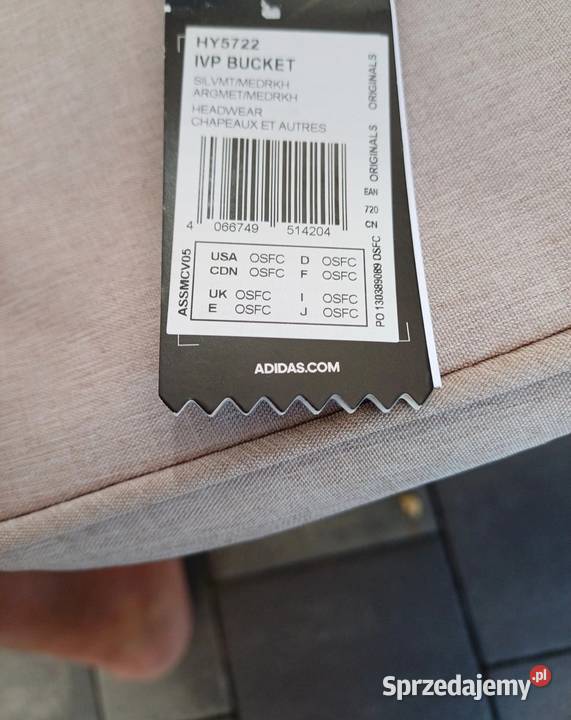 HY5722
IVP BUCKET
SILVMT/MEDRKH
ARGMET/MEDRKH
HEADWEAR
CHAPEAUX ET AUTRES
4 066749 514204
USA OSFC D OSFC
CDN OSFC F OSFC
UK OSFC I OSFC
E OSFC J OSFC
ASSMCV05
ORIGINALS ORIGINALS
EAN
720
CN
PO 130389089 DSFC
ADIDAS.COM
Sprzedajemy.pl